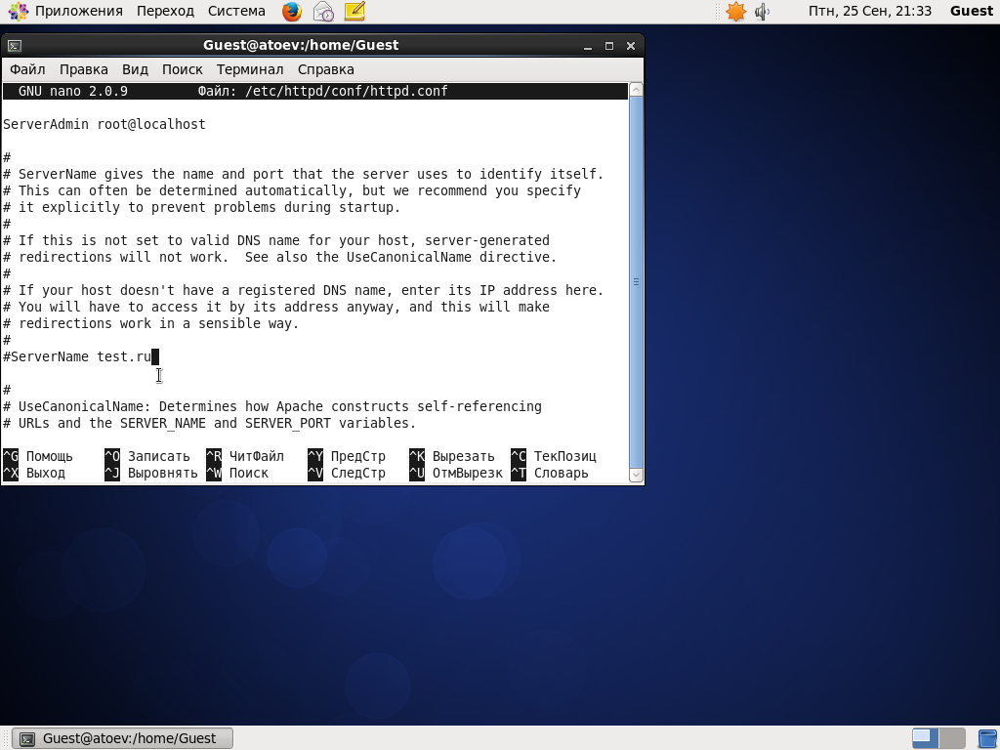 Приложения Переход Система Птн, 25 Сен, 21:33 Guest
Guest@atoev:/home/Guest
Файл Правка Вид Поиск Терминал Справка
GNU nano 2.0.9 Файл: /etc/httpd/conf/httpd.conf
ServerAdmin root@localhost
#
# ServerName gives the name and port that the server uses to identify itself.
# This can often be determined automatically, but we recommend you specify
# it explicitly to prevent problems during startup.
#
# If this is not set to valid DNS name for your host, server-generated
# redirections will not work.  See also the UseCanonicalName directive.
#
# If your host doesn't have a registered DNS name, enter its IP address here.
# You will have to access it by its address anyway, and this will make
# redirections work in a sensible way.
#
#ServerName test.ru
#
# UseCanonicalName: Determines how Apache constructs self-referencing
# URLs and the SERVER_NAME and SERVER_PORT variables.
^G Помощь ^O Записать ^R ЧитФайл ^Y ПредСтр ^K Вырезать ^C ТекПозиц
^X Выход ^J Выровнять ^W Поиск ^V СледСтр ^U ОтмВырезк ^T Словарь
Guest@atoev:/home/Guest